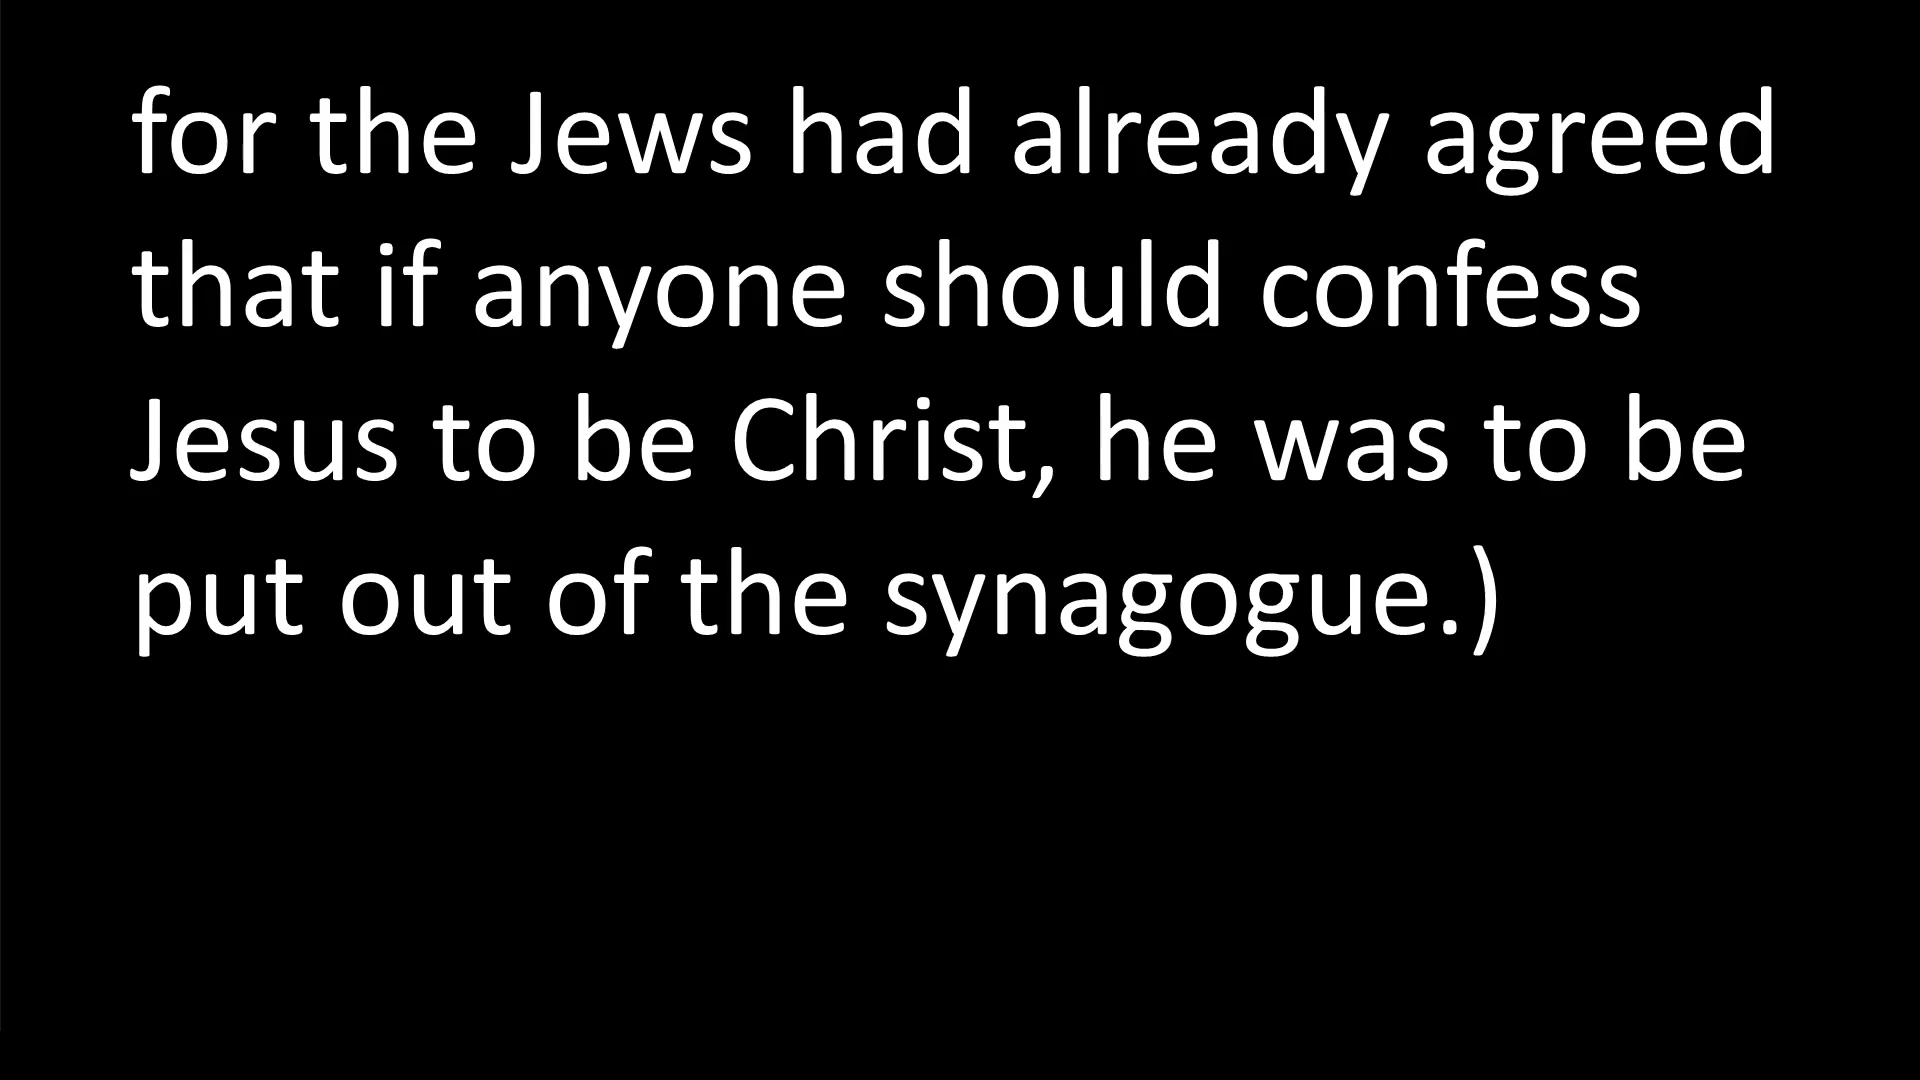 for the Jews had already agreed
that if anyone should confess
Jesus to be Christ, he was to be
put out of the synagogue.)